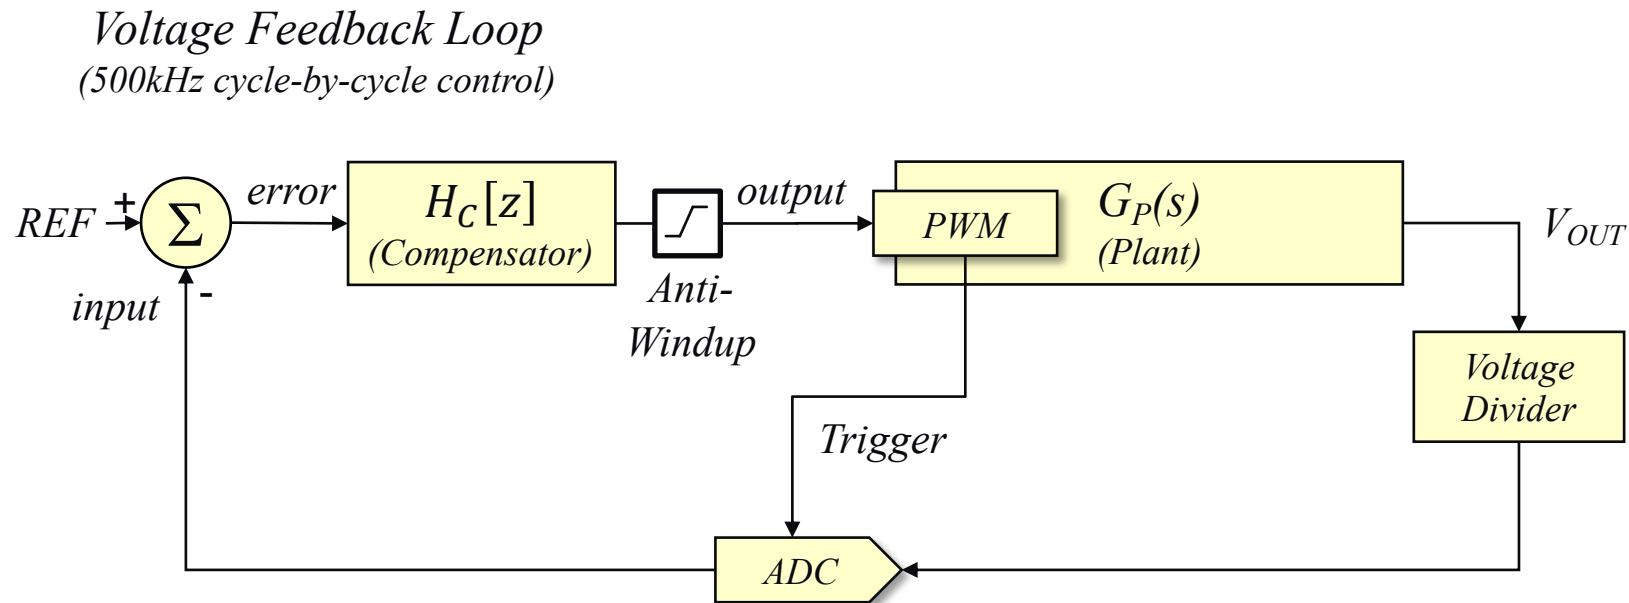 Voltage Feedback Loop
(500kHz cycle-by-cycle control)
REF
+
Σ
-
input
error
H_C[z]
(Compensator)
Anti-
Windup
output
PWM
G_P(s)
(Plant)
V_OUT
Voltage
Divider
Trigger
ADC